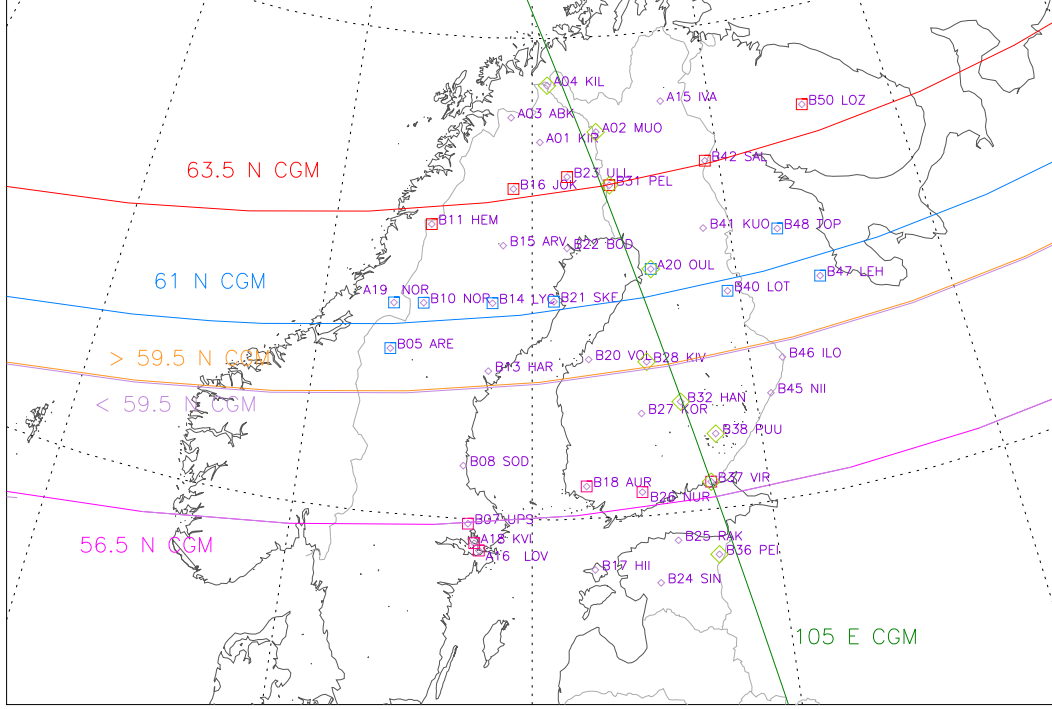 A04 KIL
A15 IVA
B50 LOZ
A03 ABK
A02 MUO
A01 KIR
B42 SAL
63.5 N CGM
B23 ULL
B16 JOK
B31 PEL
B11 HEM
B41 KUO
B48 TOP
B15 ARV
B22 BOD
A20 OUL
B47 LEH
61 N CGM
A19 NOR
B10 NOR
B14 LYC
B21 SKE
B40 LOT
B05 ARE
> 59.5 N CGM
B20 VOL
B28 KIV
B46 ILO
B13 HAR
B45 NII
< 59.5 N CGM
B32 HAN
B27 KOR
B38 PUU
B08 SOD
B18 AUR
B37 VIR
B26 NUR
B07 UPS
56.5 N CGM
A18 KVI
B25 RAK
A16 LOV
B36 PEI
B17 HII
B24 SIN
105 E CGM